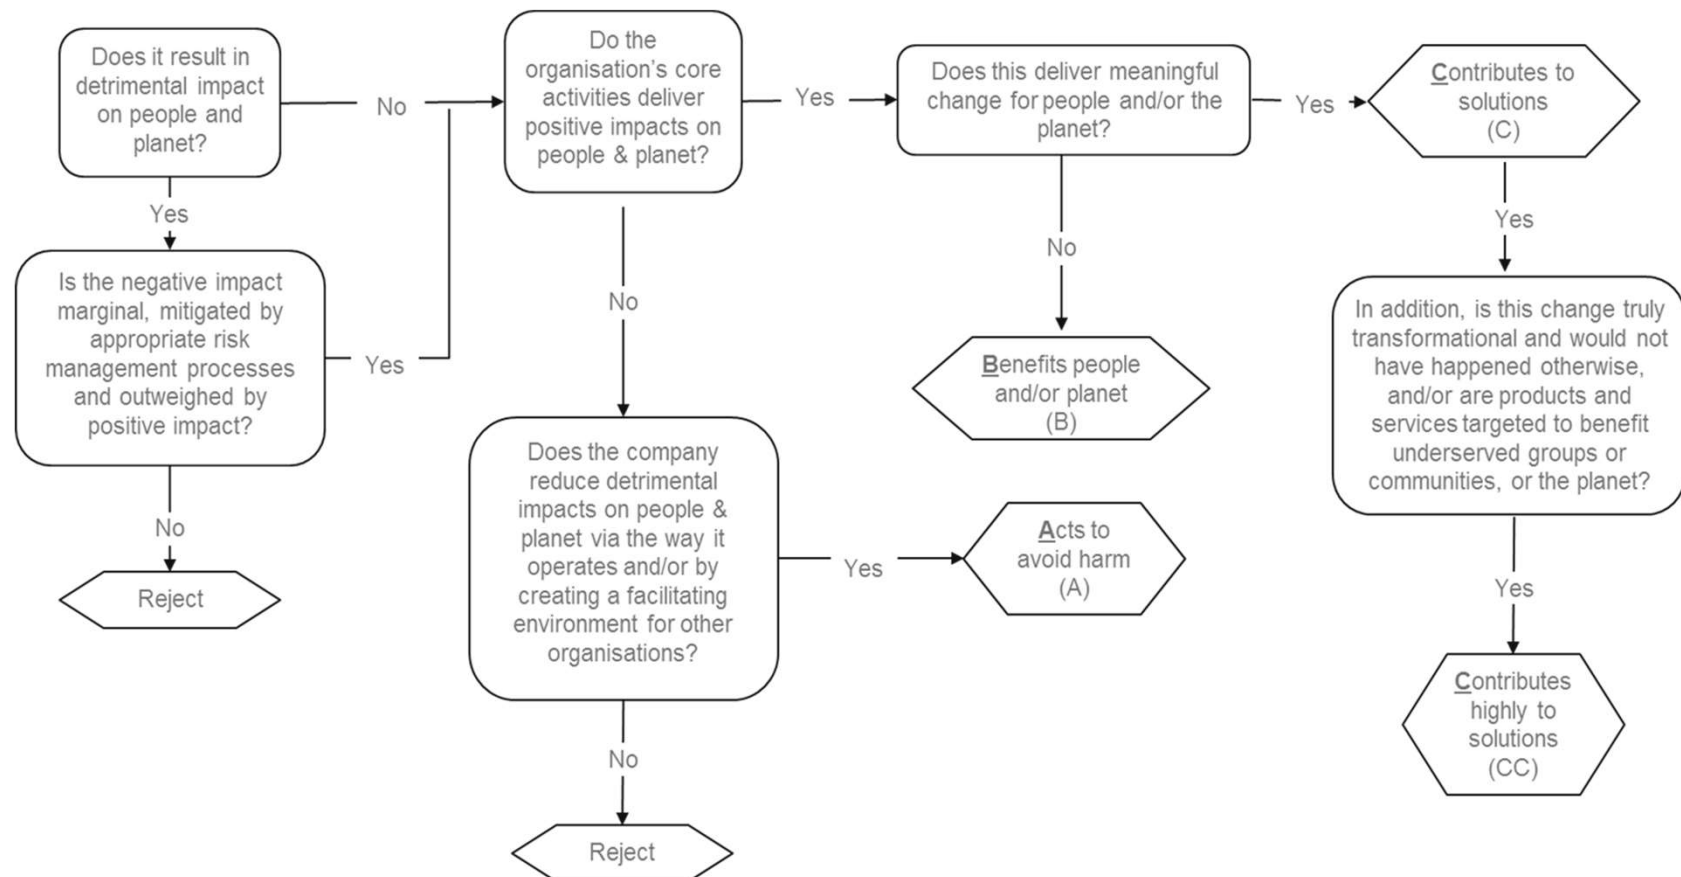 Does it result in
detrimental impact
on people and
planet?
No
Do the
organisation's core
activities deliver
positive impacts on
people & planet?
Yes
Does this deliver meaningful
change for people and/or the
planet?
Yes
Contributes to
solutions
(C)
Yes
Is the negative impact
marginal, mitigated by
appropriate risk
management processes
and outweighed by
positive impact?
Yes
No
Reject
No
Does the company
reduce detrimental
impacts on people &
planet via the way it
operates and/or by
creating a facilitating
environment for other
organisations?
Yes
Acts to
avoid harm
(A)
No
Reject
No
Benefits people
and/or planet
(B)
Yes
In addition, is this change truly
transformational and would not
have happened otherwise,
and/or are products and
services targeted to benefit
underserved groups or
communities, or the planet?
Yes
Contributes
highly to
solutions
(CC)